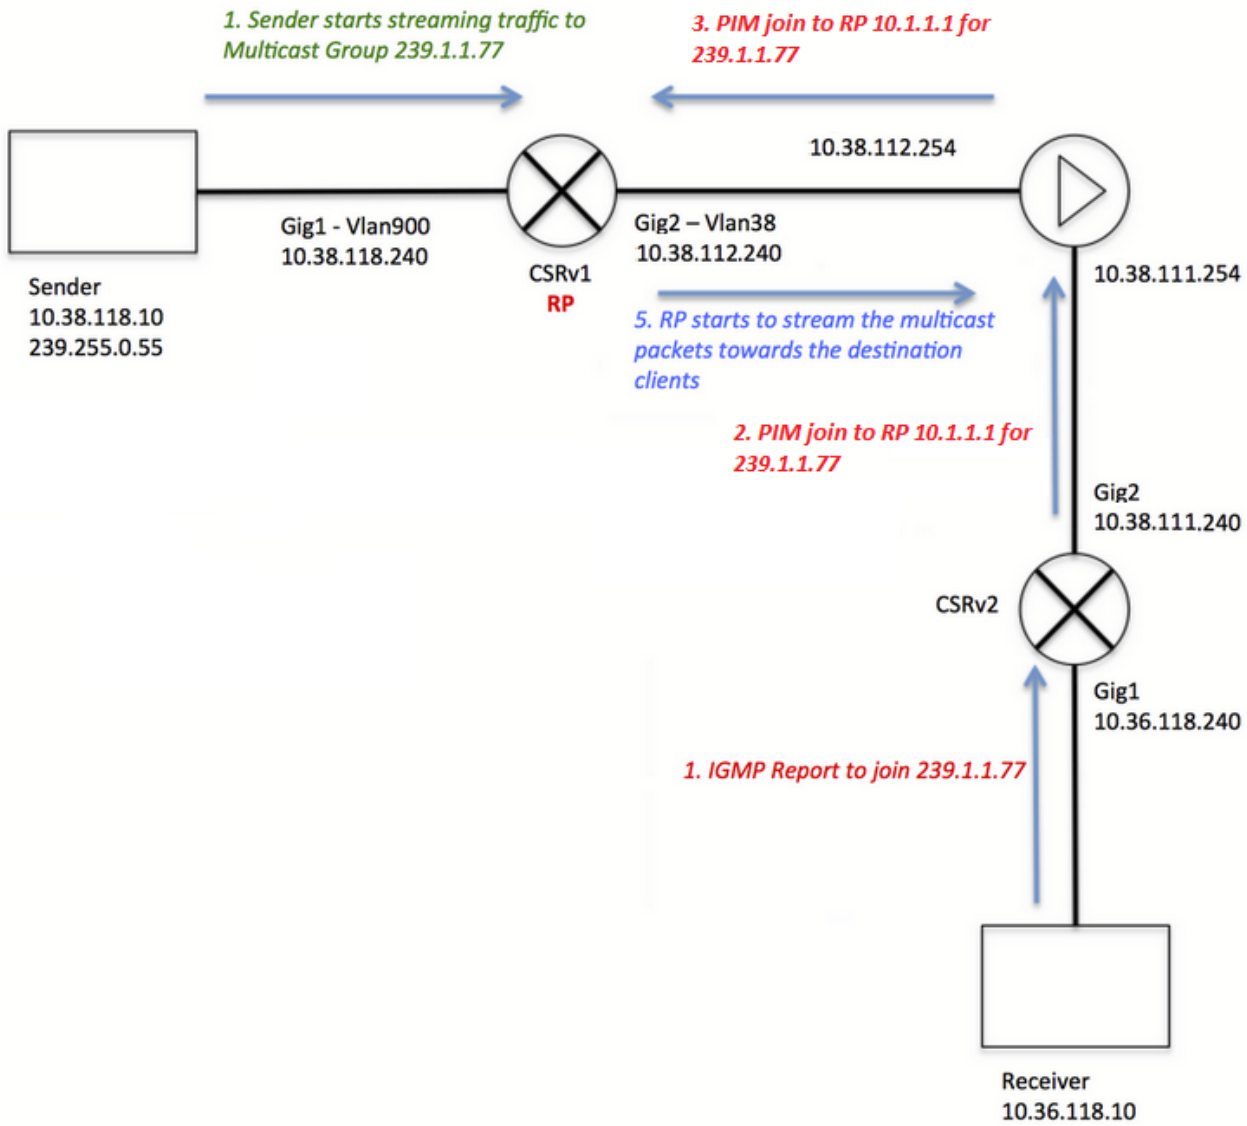 1. Sender starts streaming traffic to
Multicast Group 239.1.1.77
3. PIM join to RP 10.1.1.1 for
239.1.1.77
10.38.112.254
Gig1 - Vlan900
10.38.118.240
Gig2 – Vlan38
10.38.112.240
CSRv1
RP
10.38.111.254
Sender
10.38.118.10
239.255.0.55
5. RP starts to stream the multicast
packets towards the destination
clients
2. PIM join to RP 10.1.1.1 for
239.1.1.77
Gig2
10.38.111.240
CSRv2
Gig1
10.36.118.240
1. IGMP Report to join 239.1.1.77
Receiver
10.36.118.10